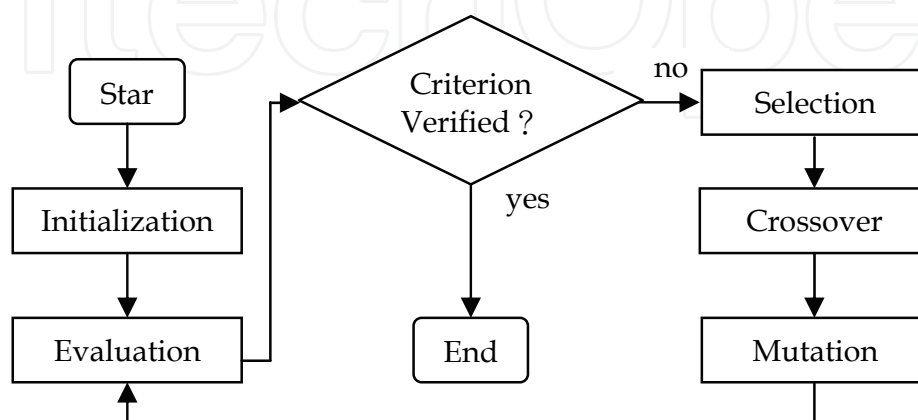 Star
Initialization
Evaluation
Criterion
Verified ?
yes
End
no
Selection
Crossover
Mutation